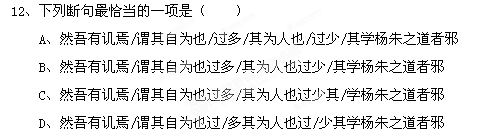 12、下列断句最恰当的一项是（　　）
A、然吾有讥焉/谓其自为也/过多/其为人也/过少/其学杨朱之道者邪
B、然吾有讥焉/谓其自为也过多/其为人也过少/其学杨朱之道者邪
C、然吾有讥焉/谓其自为也过多/其为人也过少其/学杨朱之道者邪
D、然吾有讥焉/谓其自为也过/多其为人也过少/其学杨朱之道者邪